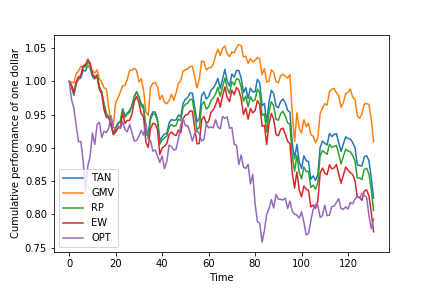 Cumulative performance of one dollar
1.05
1.00
0.95
0.90
0.85
0.80
0.75
TAN
GMV
RP
EW
OPT
0 20 40 60 80 100 120
Time